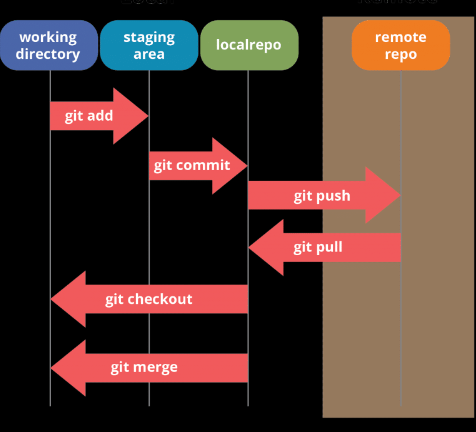 working
directory
staging
area
localrepo
remote
repo
git add
git commit
git push
git pull
git checkout
git merge